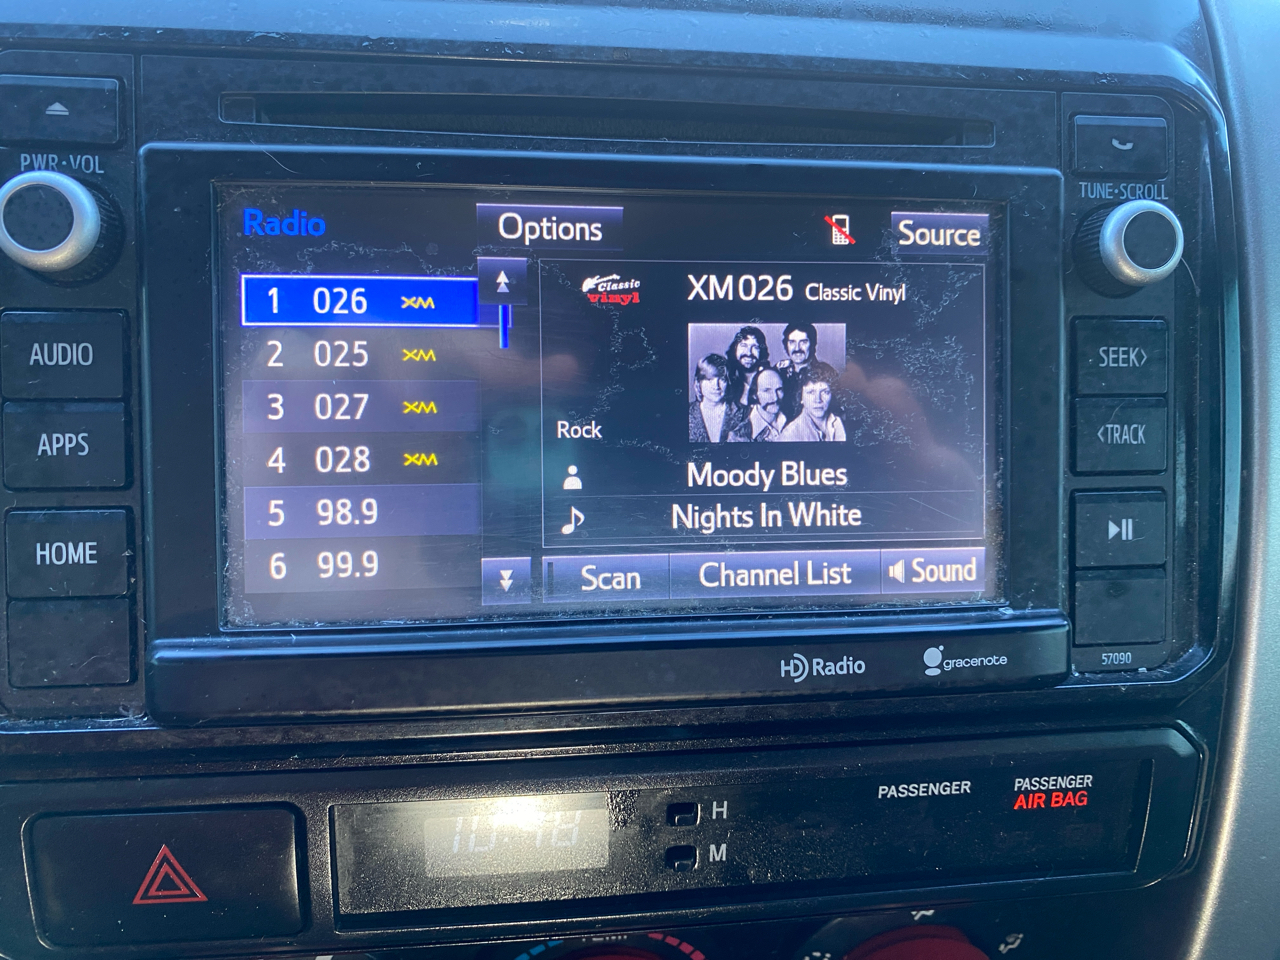 PWR·VOL
TUNE·SCROLL
Radio
Options
Source
1 026 XM
2 025 XM
3 027 XM
4 028 XM
5 98.9
6 99.9
Classic
Vinyl
XM026 Classic Vinyl
Rock
Moody Blues
Nights In White
Scan
Channel List
Sound
AUDIO
APPS
HOME
SEEK>
<TRACK
57090
HD Radio
gracenote
H
M
PASSENGER
PASSENGER
AIR BAG